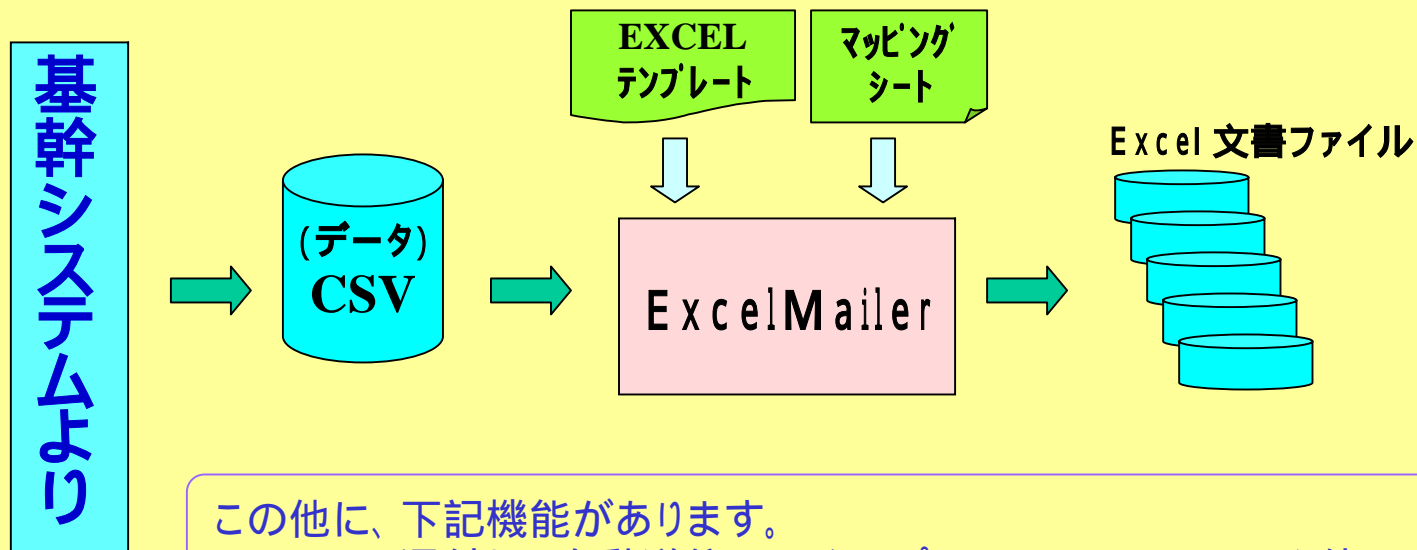 基幹システムより
(データ)
CSV
EXCEL
テンプレート
マッピング
シート
ExcelMailer
Excel 文書ファイル
この他に、下記機能があります。